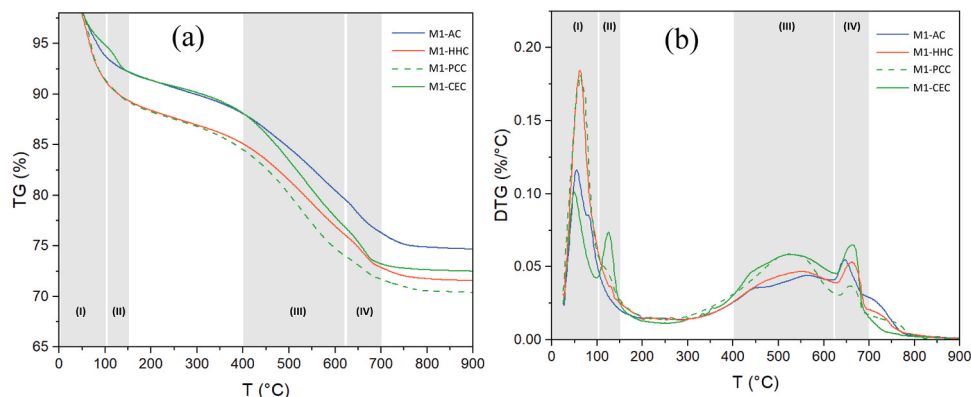 (a)
M1-AC
M1-HHC
M1-PCC
M1-CEC
95
90
85
80
75
70
65
TG (%)
(I)
(II)
(III)
(IV)
0 100 200 300 400 500 600 700 800 900
T (°C)
(b)
(I)
(II)
(III)
(IV)
M1-AC
M1-HHC
M1-PCC
M1-CEC
0.20
0.15
0.10
0.05
0.00
DTG (%/°C)
0 100 200 300 400 500 600 700 800 900
T (°C)